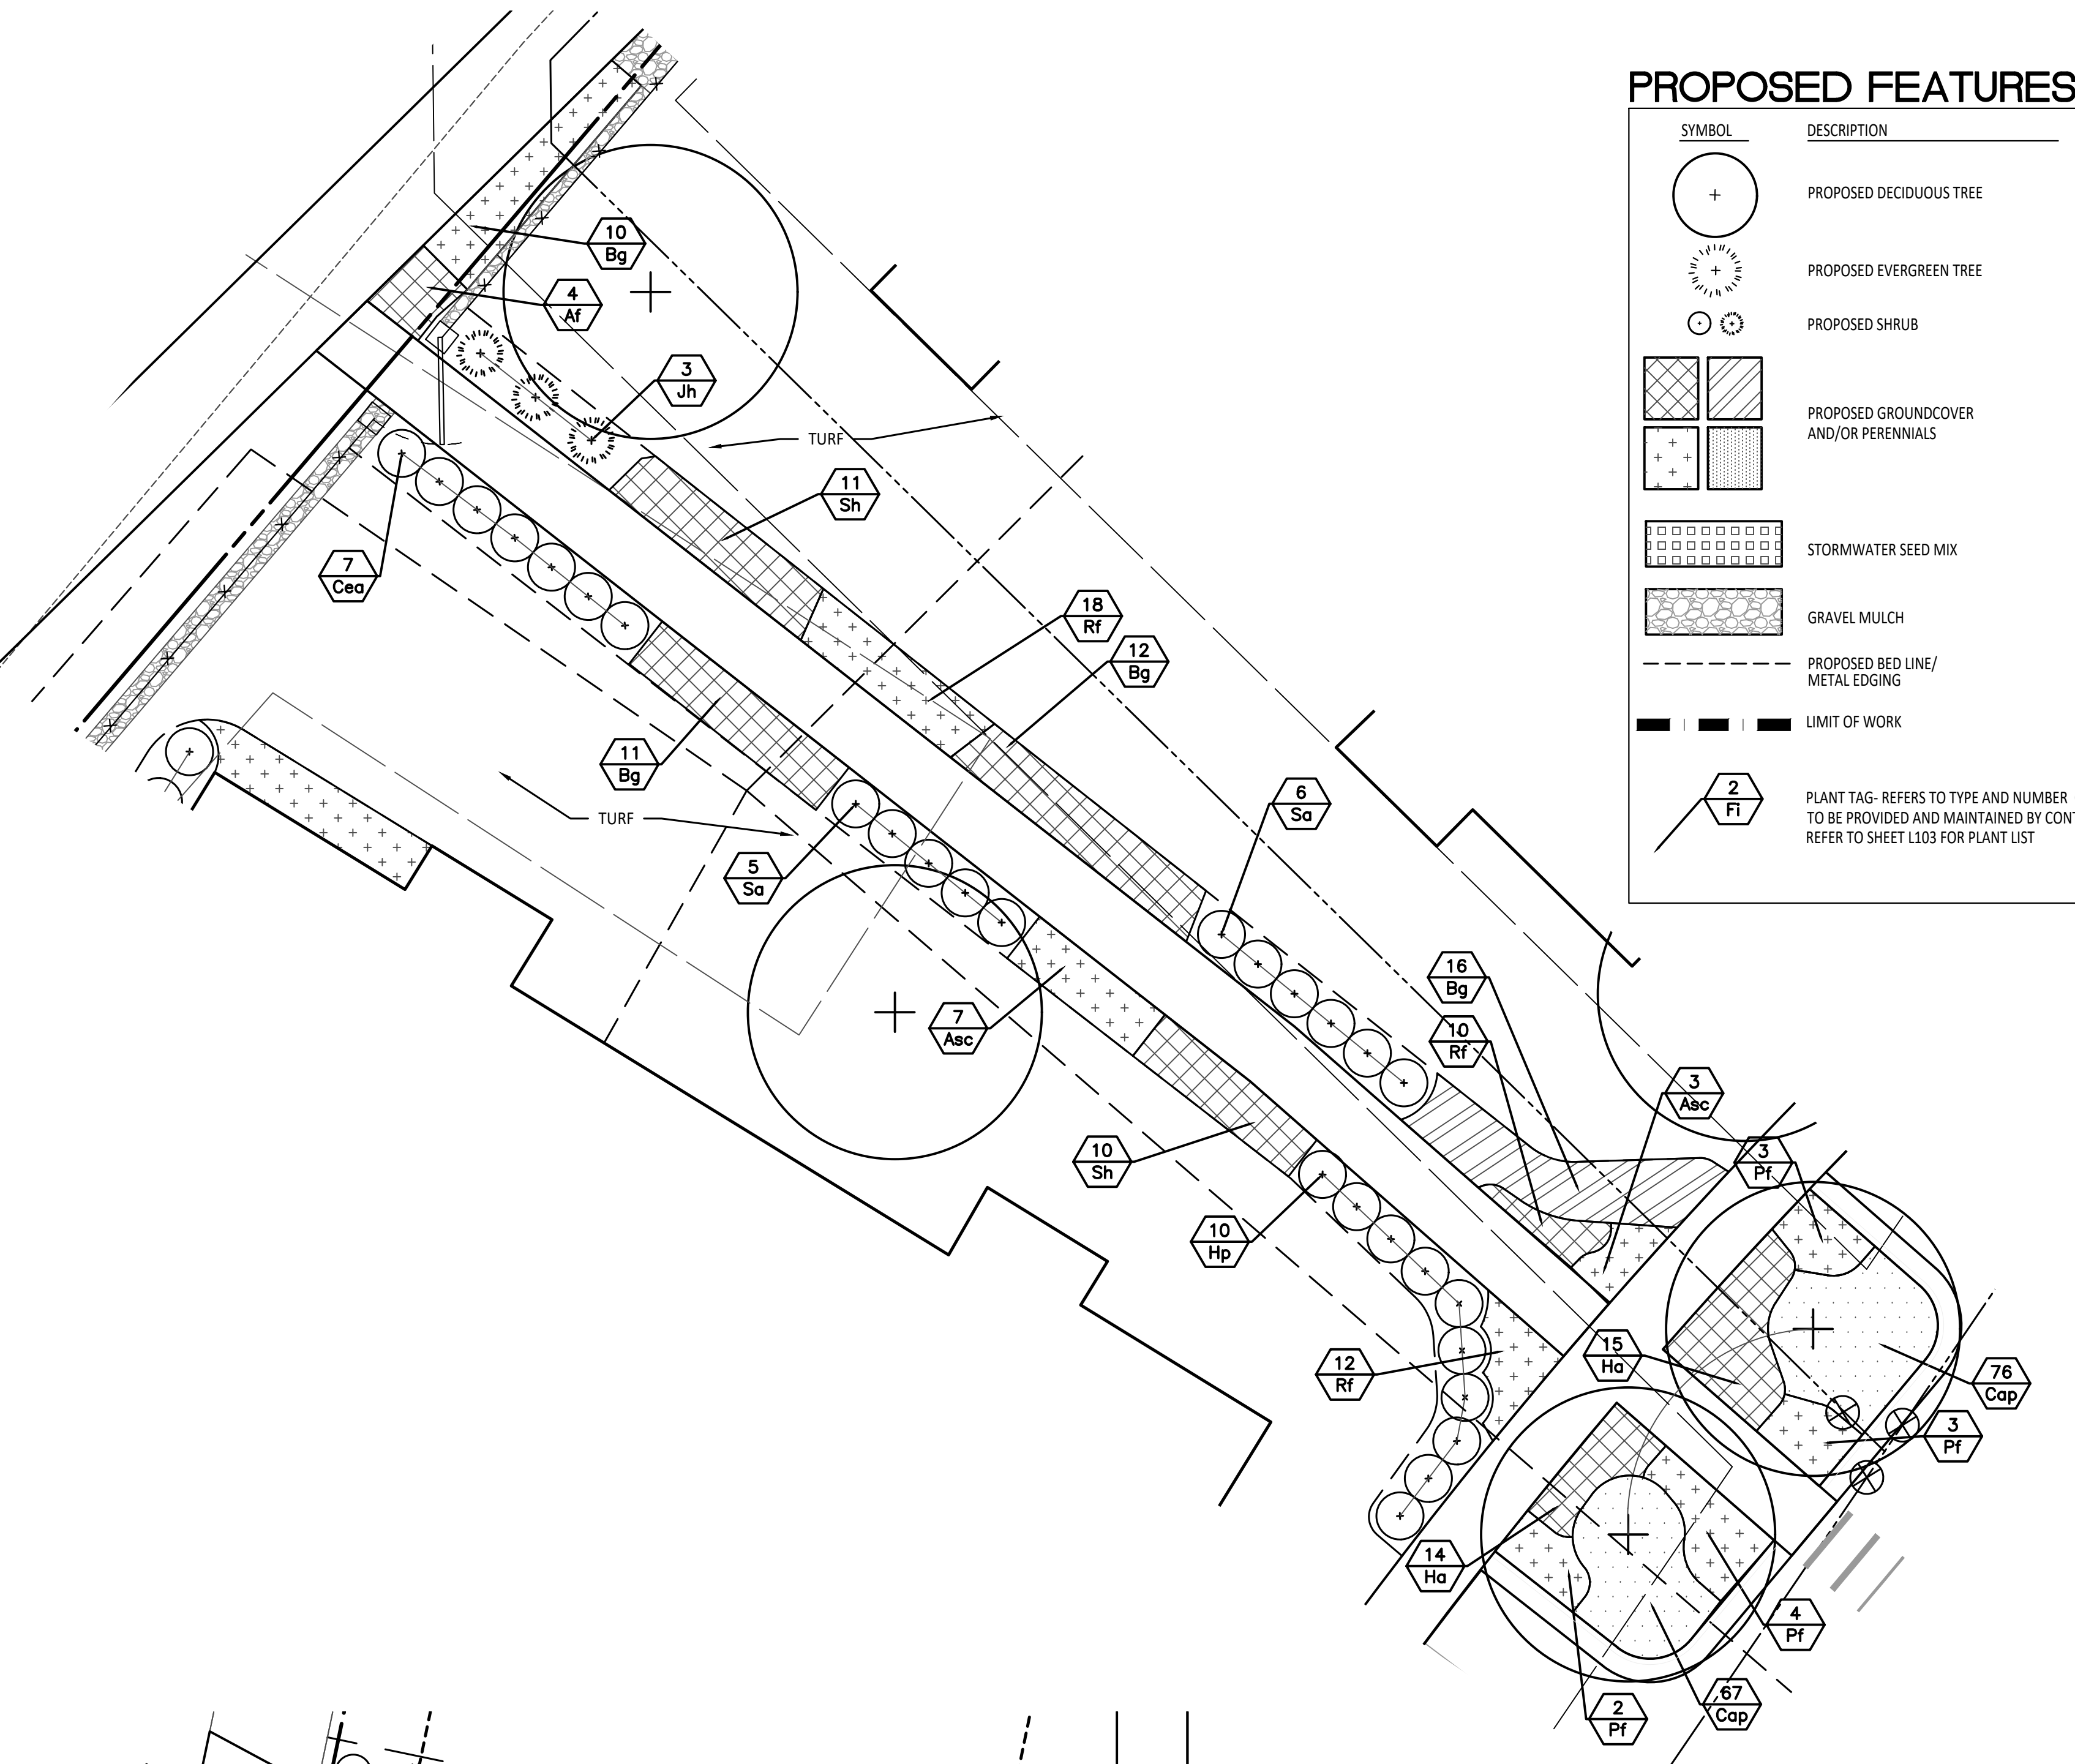 PROPOSED FEATURES
SYMBOL
DESCRIPTION
PROPOSED DECIDUOUS TREE
PROPOSED EVERGREEN TREE
PROPOSED SHRUB
PROPOSED GROUNDCOVER
AND/OR PERENNIALS
STORMWATER SEED MIX
GRAVEL MULCH
PROPOSED BED LINE/
METAL EDGING
LIMIT OF WORK
2
Fi
PLANT TAG- REFERS TO TYPE AND NUMBER
TO BE PROVIDED AND MAINTAINED BY CONT
REFER TO SHEET L103 FOR PLANT LIST
10
Bg
4
Af
3
Jh
TURF
11
Sh
7
Cea
18
Rf
12
Bg
11
Bg
TURF
6
Sa
5
Sa
16
Bg
7
Asc
10
Rf
3
Asc
3
Pf
10
Sh
10
Hp
15
Ha
12
Rf
76
Cap
3
Pf
14
Ha
4
Pf
67
Cap
2
Pf